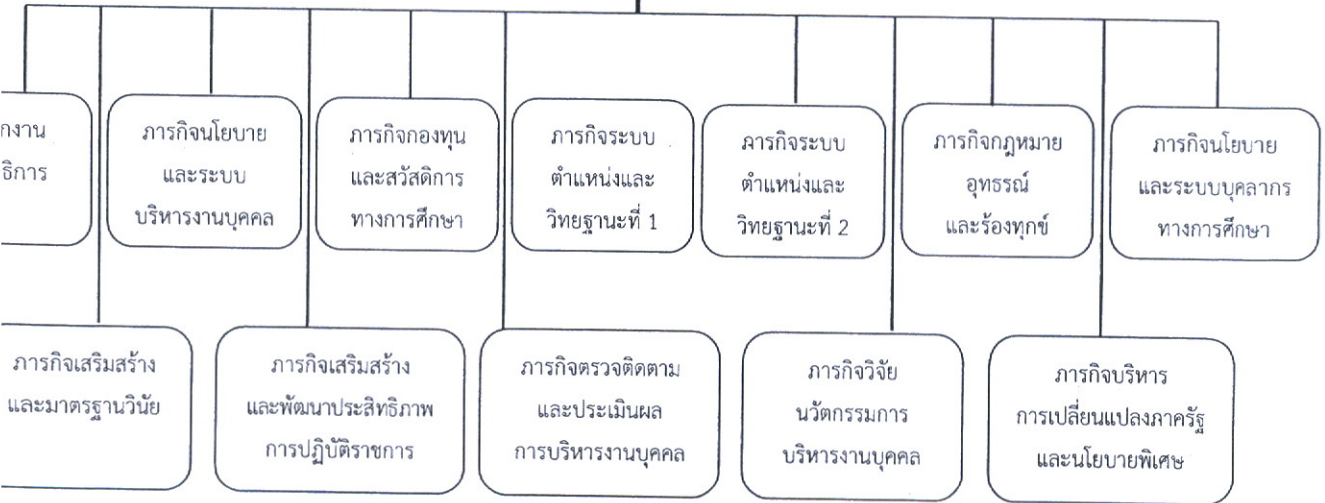 กงาน
ธิการ
ภารกิจนโยบาย
และระบบ
บริหารงานบุคคล
ภารกิจกองทุน
และสวัสดิการ
ทางการศึกษา
ภารกิจระบบ
ตำแหน่งและ
วิทยฐานะที่ 1
ภารกิจระบบ
ตำแหน่งและ
วิทยฐานะที่ 2
ภารกิจกฎหมาย
อุทธรณ์
และร้องทุกข์
ภารกิจนโยบาย
และระบบบุคลากร
ทางการศึกษา
ภารกิจเสริมสร้าง
และมาตรฐานวินัย
ภารกิจเสริมสร้าง
และพัฒนาประสิทธิภาพ
การปฏิบัติราชการ
ภารกิจตรวจติดตาม
และประเมินผล
การบริหารงานบุคคล
ภารกิจวิจัย
นวัตกรรมการ
บริหารงานบุคคล
ภารกิจบริหาร
การเปลี่ยนแปลงภาครัฐ
และนโยบายพิเศษ